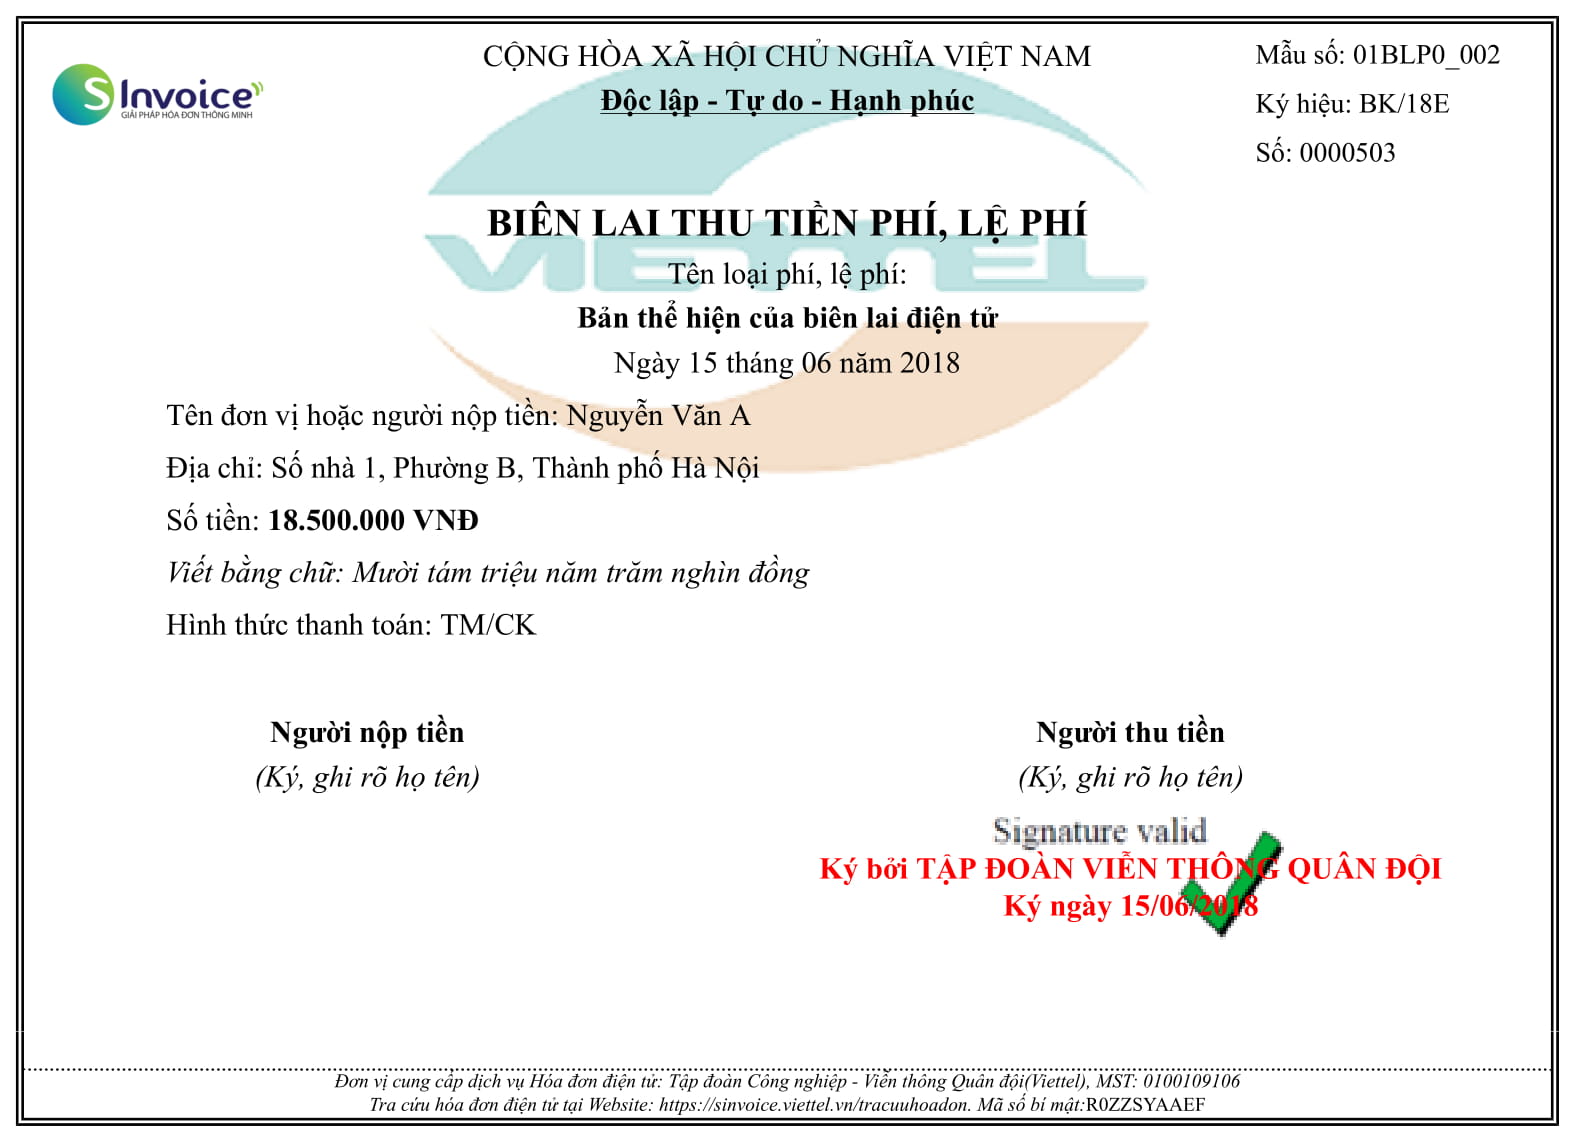 S Invoice
GIẢI PHÁP HÓA ĐƠN THÔNG MINH
CỘNG HÒA XÃ HỘI CHỦ NGHĨA VIỆT NAM
Độc lập - Tự do - Hạnh phúc
Mẫu số: 01BLP0_002
Ký hiệu: BK/18E
Số: 0000503
VIETTEL
BIÊN LAI THU TIỀN PHÍ, LỆ PHÍ
Tên loại phí, lệ phí:
Bản thể hiện của biên lai điện tử
Ngày 15 tháng 06 năm 2018
Tên đơn vị hoặc người nộp tiền: Nguyễn Văn A
Địa chỉ: Số nhà 1, Phường B, Thành phố Hà Nội
Số tiền: 18.500.000 VNĐ
Viết bằng chữ: Mười tám triệu năm trăm nghìn đồng
Hình thức thanh toán: TM/CK
Người nộp tiền
(Ký, ghi rõ họ tên)
Người thu tiền
(Ký, ghi rõ họ tên)
Signature valid
Ký bởi TẬP ĐOÀN VIỄN THÔNG QUÂN ĐỘI
Ký ngày 15/06/2018
Đơn vị cung cấp dịch vụ Hóa đơn điện tử: Tập đoàn Công nghiệp - Viễn thông Quân đội(Viettel), MST: 0100109106
Tra cứu hóa đơn điện tử tại Website: https://sinvoice.viettel.vn/tracuuhoadon. Mã số bí mật:R0ZZSYAAEF